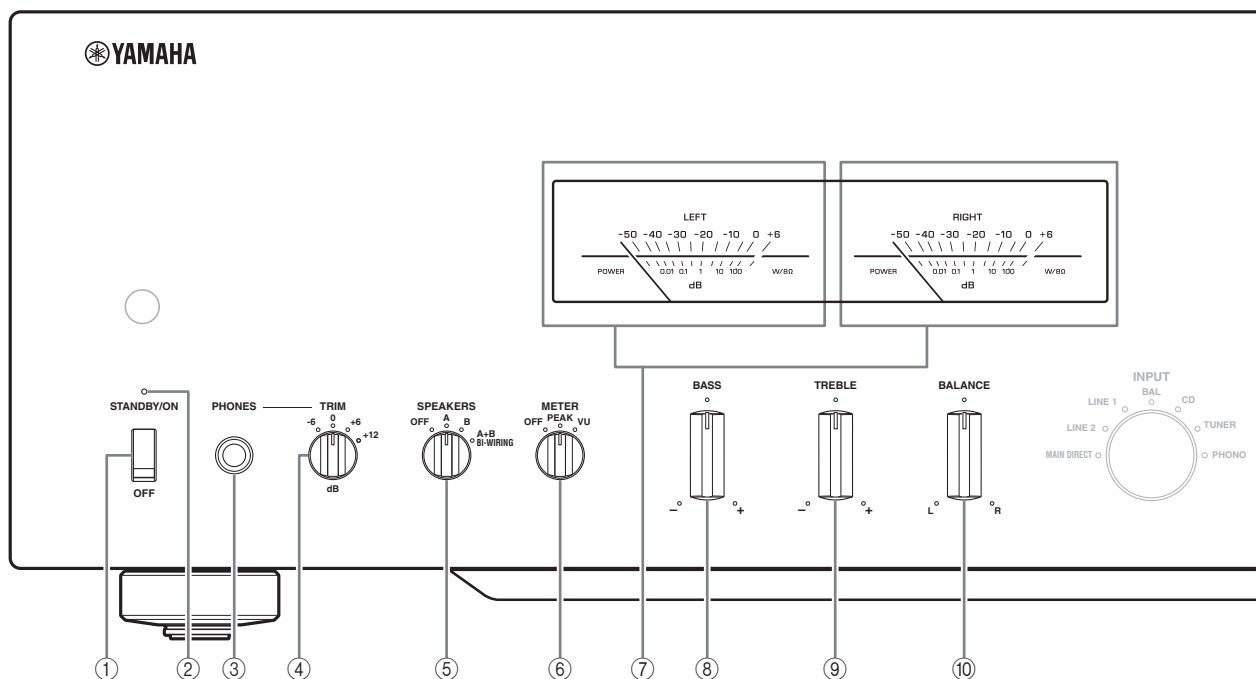 YAMAHA
LEFT
-50 -40 -30 -20 -10 0 +6
POWER 0.01 0.1 1 10 100 W/8Ω
dB
RIGHT
-50 -40 -30 -20 -10 0 +6
POWER 0.01 0.1 1 10 100 W/8Ω
dB
STANDBY/ON
OFF
PHONES
TRIM
-6 0 +6 +12
dB
SPEAKERS
OFF A B A+B
BI-WIRING
METER
OFF PEAK VU
BASS
– +
TREBLE
– +
BALANCE
L R
INPUT
MAIN DIRECT LINE 2 LINE 1 BAL CD TUNER PHONO
① ② ③ ④ ⑤ ⑥ ⑦ ⑧ ⑨ ⑩